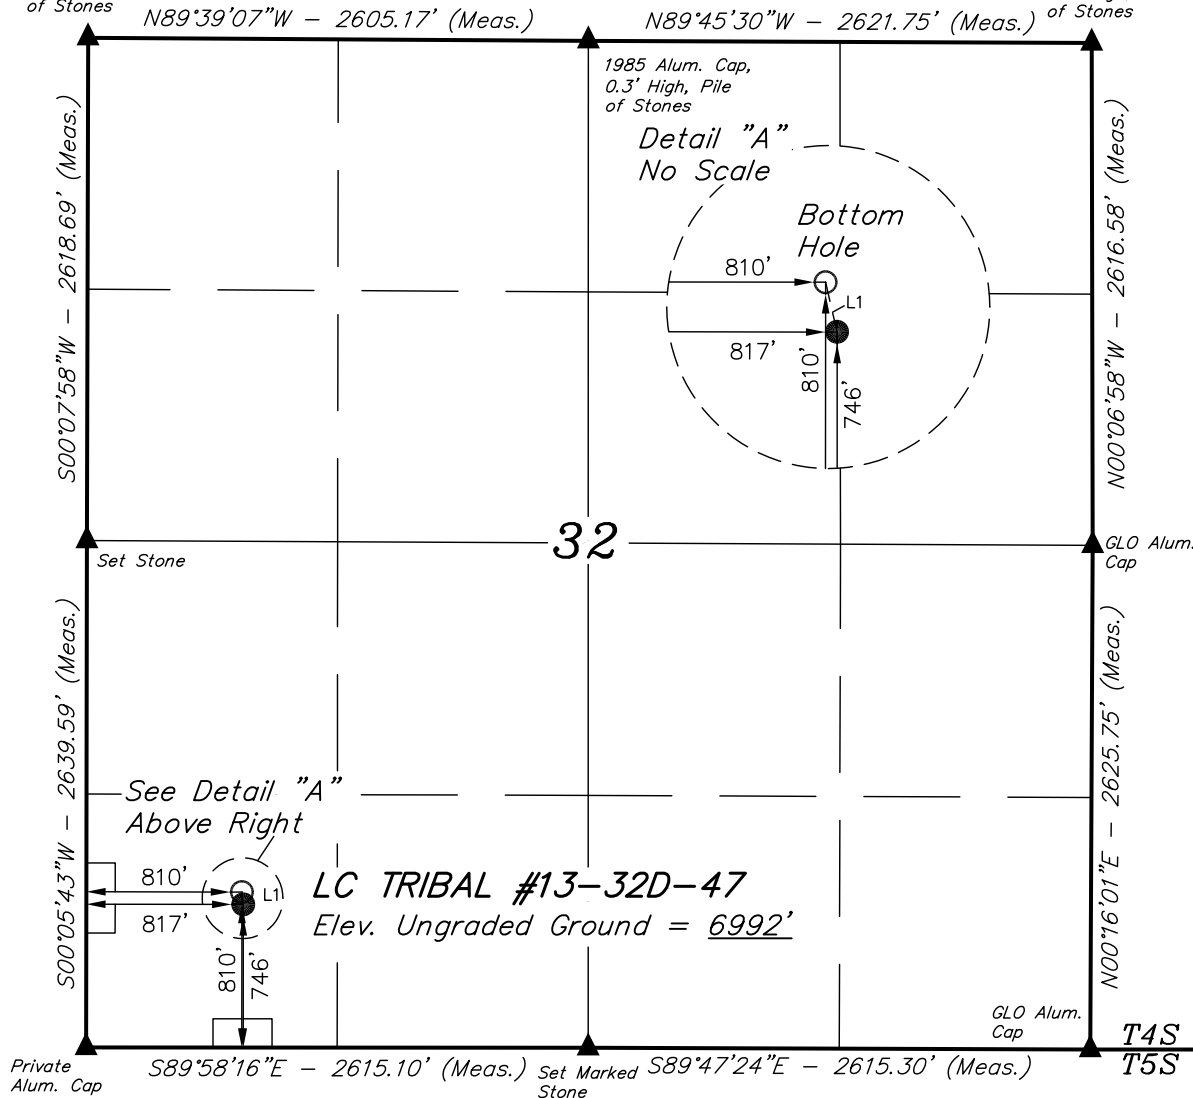 of Stones
N89°39'07"W - 2605.17' (Meas.)
N89°45'30"W - 2621.75' (Meas.)
of Stones
1985 Alum. Cap,
0.3' High, Pile
of Stones
Detail "A"
No Scale
Bottom
Hole
810'
L1
817'
810'
746'
S00°07'58"W - 2618.69' (Meas.)
N00°06'58"W - 2616.58' (Meas.)
32
Set Stone
GLO Alum.
Cap
S00°05'43"W - 2639.59' (Meas.)
N00°16'01"E - 2625.75' (Meas.)
See Detail "A"
Above Right
810'
L1
817'
810'
746'
LC TRIBAL #13-32D-47
Elev. Ungraded Ground = 6992'
GLO Alum.
Cap
T4S
T5S
Private
Alum. Cap
S89°58'16"E - 2615.10' (Meas.)
Set Marked
Stone
S89°47'24"E - 2615.30' (Meas.)